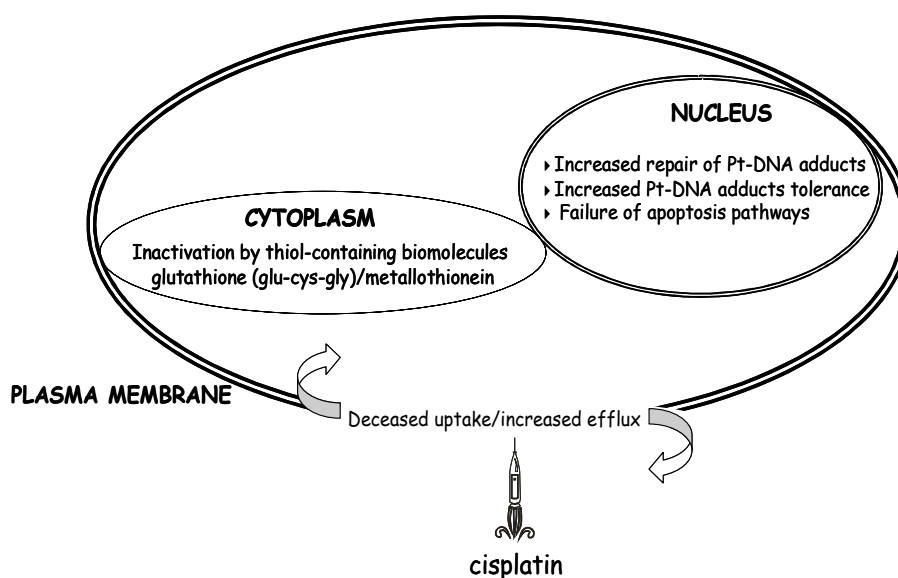 NUCLEUS
Increased repair of Pt-DNA adducts
Increased Pt-DNA adducts tolerance
Failure of apoptosis pathways
CYTOPLASM
Inactivation by thiol-containing biomolecules
glutathione (glu-cys-gly)/metallothionein
PLASMA MEMBRANE
Deceased uptake/increased efflux
cisplatin